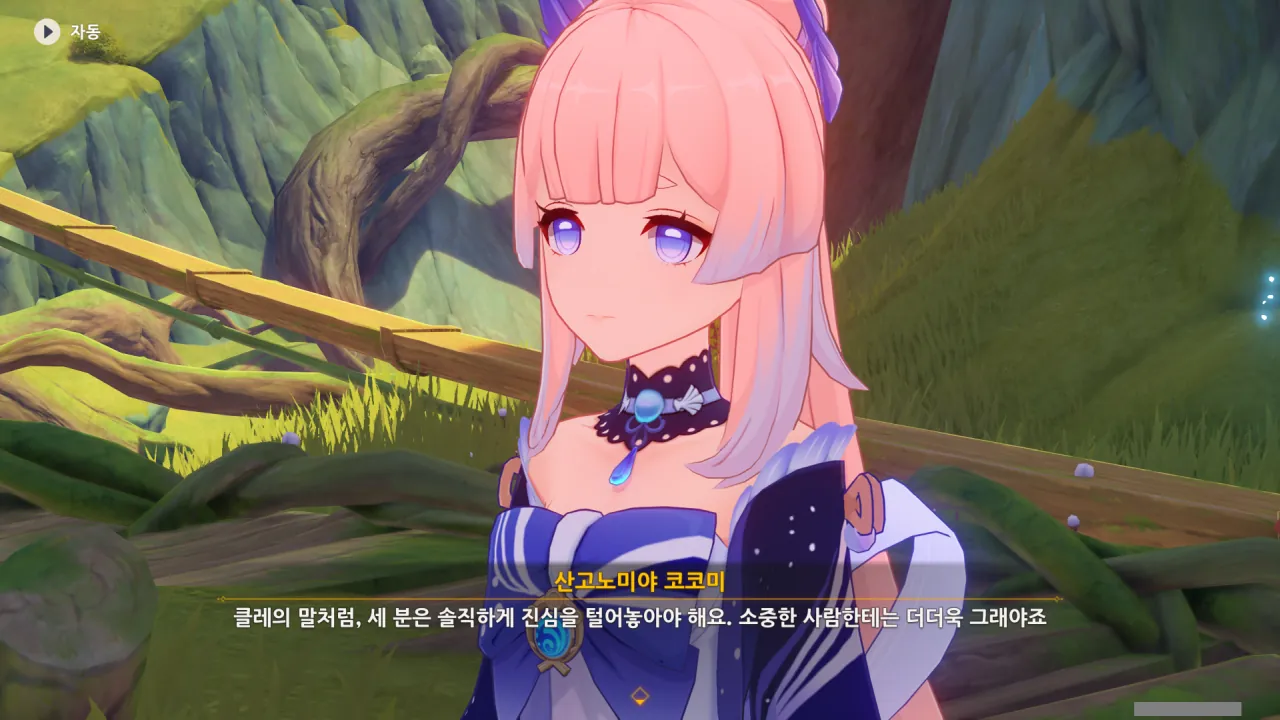 자동
산고노미야 코코미
클레의 말처럼, 세 분은 솔직하게 진심을 털어놓아야 해요. 소중한 사람한테는 더더욱 그래야죠